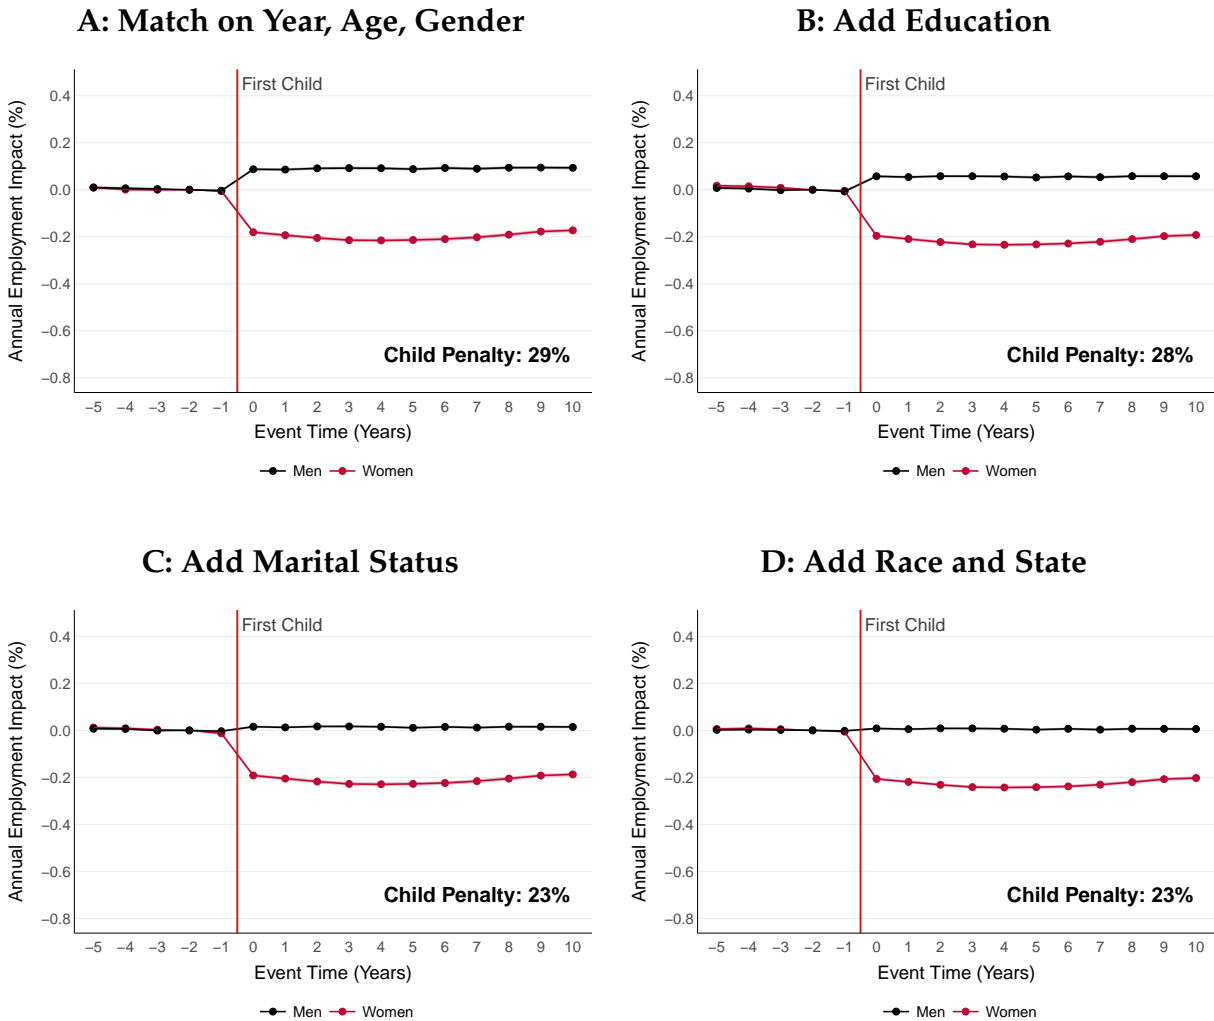 A: Match on Year, Age, Gender
Annual Employment Impact (%)
0.4
0.2
0.0
−0.2
−0.4
−0.6
−0.8
First Child
Child Penalty: 29%
−5 −4 −3 −2 −1 0 1 2 3 4 5 6 7 8 9 10
Event Time (Years)
Men Women
B: Add Education
Annual Employment Impact (%)
0.4
0.2
0.0
−0.2
−0.4
−0.6
−0.8
First Child
Child Penalty: 28%
−5 −4 −3 −2 −1 0 1 2 3 4 5 6 7 8 9 10
Event Time (Years)
Men Women
C: Add Marital Status
Annual Employment Impact (%)
0.4
0.2
0.0
−0.2
−0.4
−0.6
−0.8
First Child
Child Penalty: 23%
−5 −4 −3 −2 −1 0 1 2 3 4 5 6 7 8 9 10
Event Time (Years)
Men Women
D: Add Race and State
Annual Employment Impact (%)
0.4
0.2
0.0
−0.2
−0.4
−0.6
−0.8
First Child
Child Penalty: 23%
−5 −4 −3 −2 −1 0 1 2 3 4 5 6 7 8 9 10
Event Time (Years)
Men Women